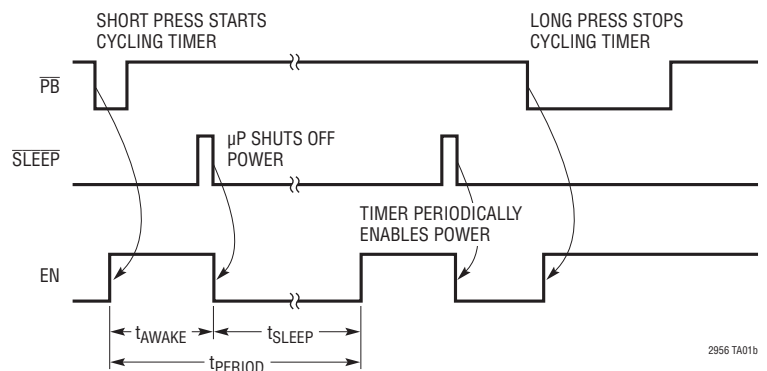 SHORT PRESS STARTS
CYCLING TIMER
LONG PRESS STOPS
CYCLING TIMER
PB
µP SHUTS OFF
POWER
SLEEP
TIMER PERIODICALLY
ENABLES POWER
EN
tAWAKE
tSLEEP
tPERIOD
2956 TA01b